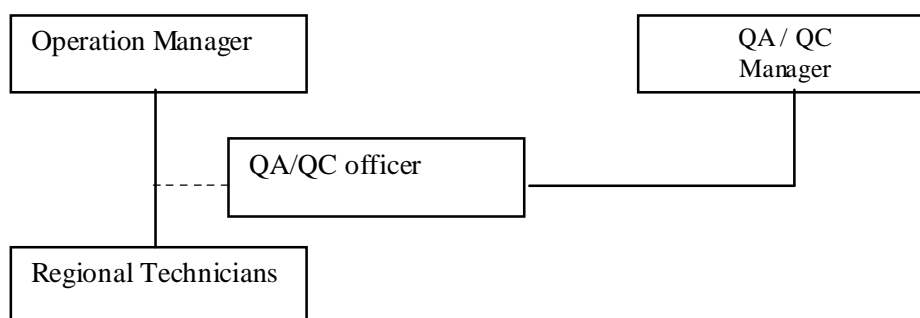 Operation Manager
QA / QC
Manager
QA/QC officer
Regional Technicians